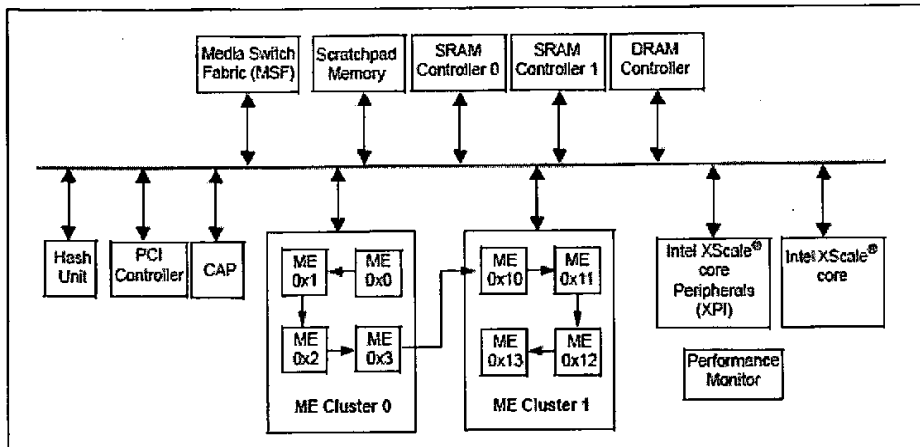 Media Switch
Fabric (MSF)
Scratchpad
Memory
SRAM
Controller 0
SRAM
Controller 1
DRAM
Controller
Hash
Unit
PCI
Controller
CAP
ME
0x1
ME
0x0
ME
0x2
ME
0x3
ME Cluster 0
ME
0x10
ME
0x11
ME
0x13
ME
0x12
ME Cluster 1
Intel XScale®
core
Peripherals
(XPI)
Intel XScale®
core
Performance
Monitor